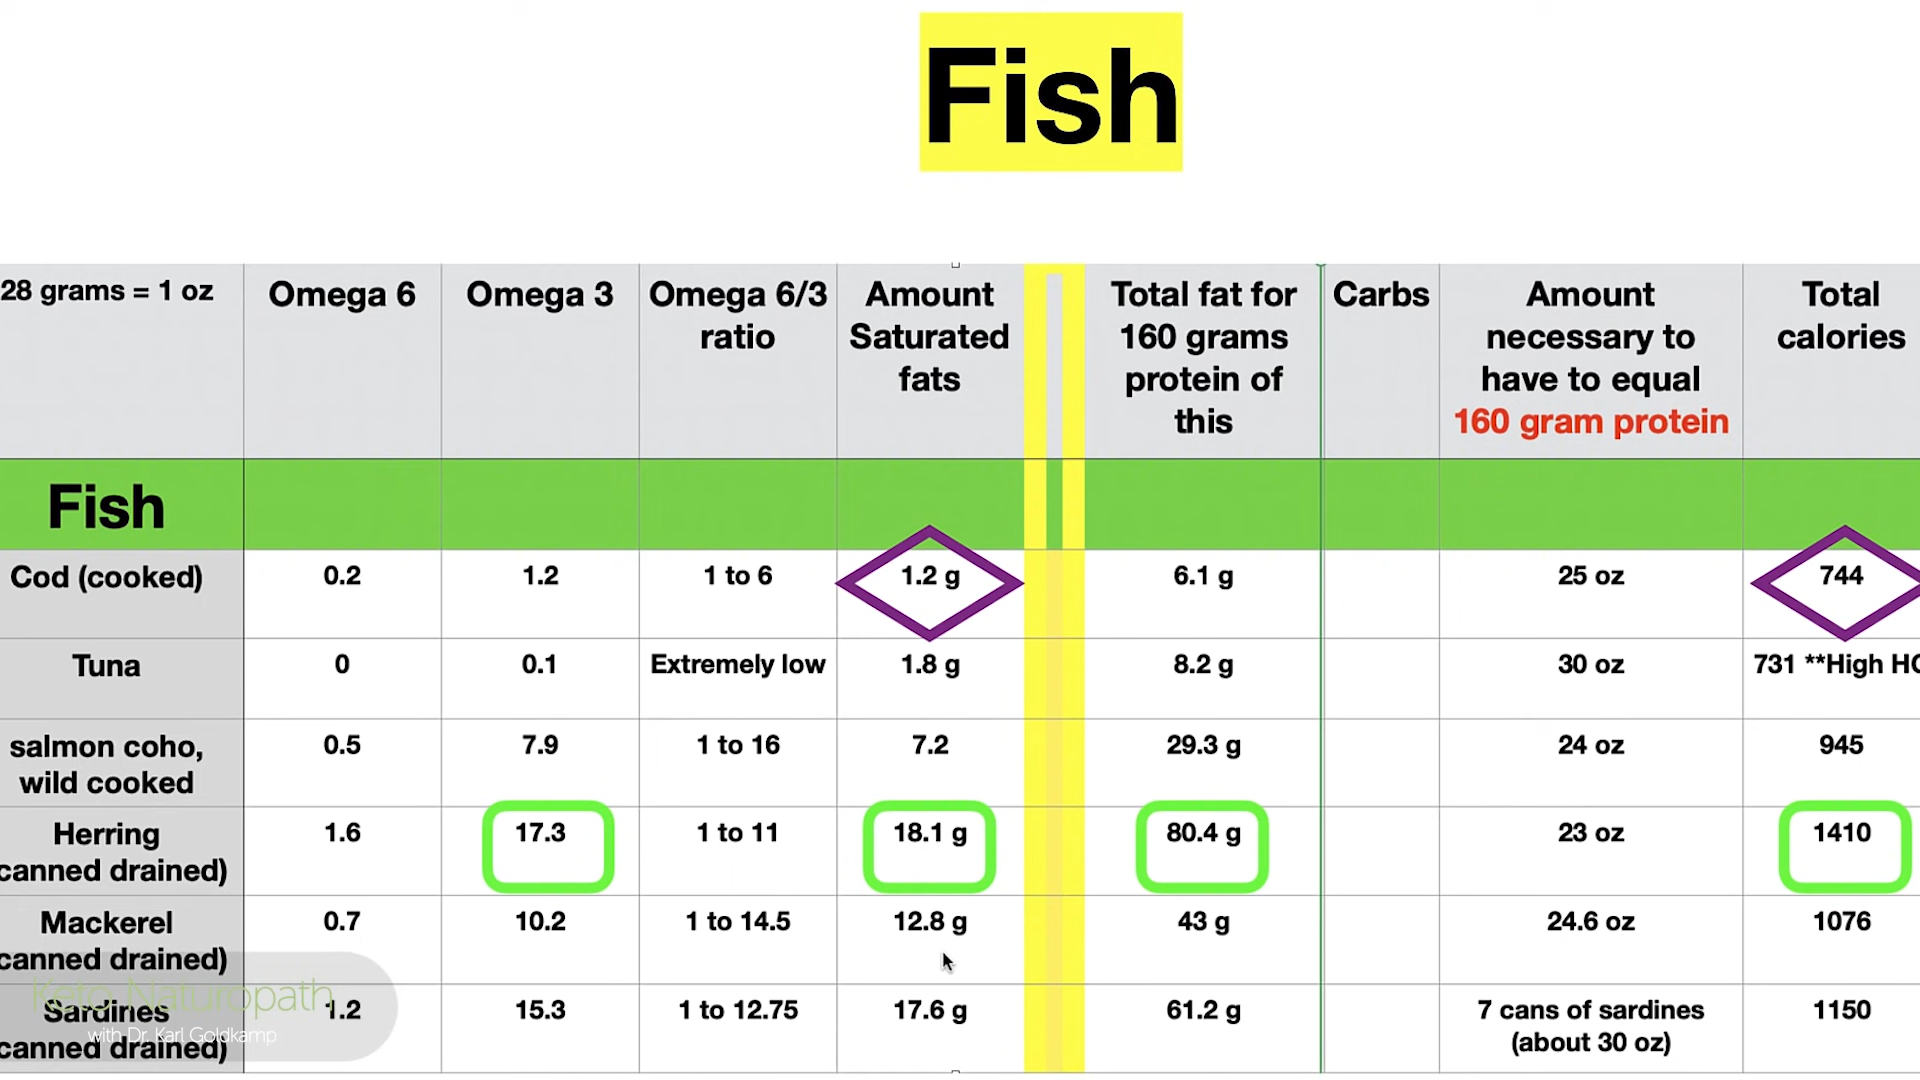 Fish
28 grams = 1 oz
Omega 6
Omega 3
Omega 6/3
ratio
Amount
Saturated
fats
Total fat for
160 grams
protein of
this
Carbs
Amount
necessary to
have to equal
160 gram protein
Total
calories
Fish
Cod (cooked)
0.2
1.2
1 to 6
1.2 g
6.1 g
25 oz
744
Tuna
0
0.1
Extremely low
1.8 g
8.2 g
30 oz
731 **High HG
salmon coho,
wild cooked
0.5
7.9
1 to 16
7.2
29.3 g
24 oz
945
Herring
canned drained)
1.6
17.3
1 to 11
18.1 g
80.4 g
23 oz
1410
Mackerel
canned drained)
0.7
10.2
1 to 14.5
12.8 g
43 g
24.6 oz
1076
Sardines
canned drained)
1.2
15.3
1 to 12.75
17.6 g
61.2 g
7 cans of sardines
(about 30 oz)
1150
Keto Naturopath
with Dr. Karl Goldkamp